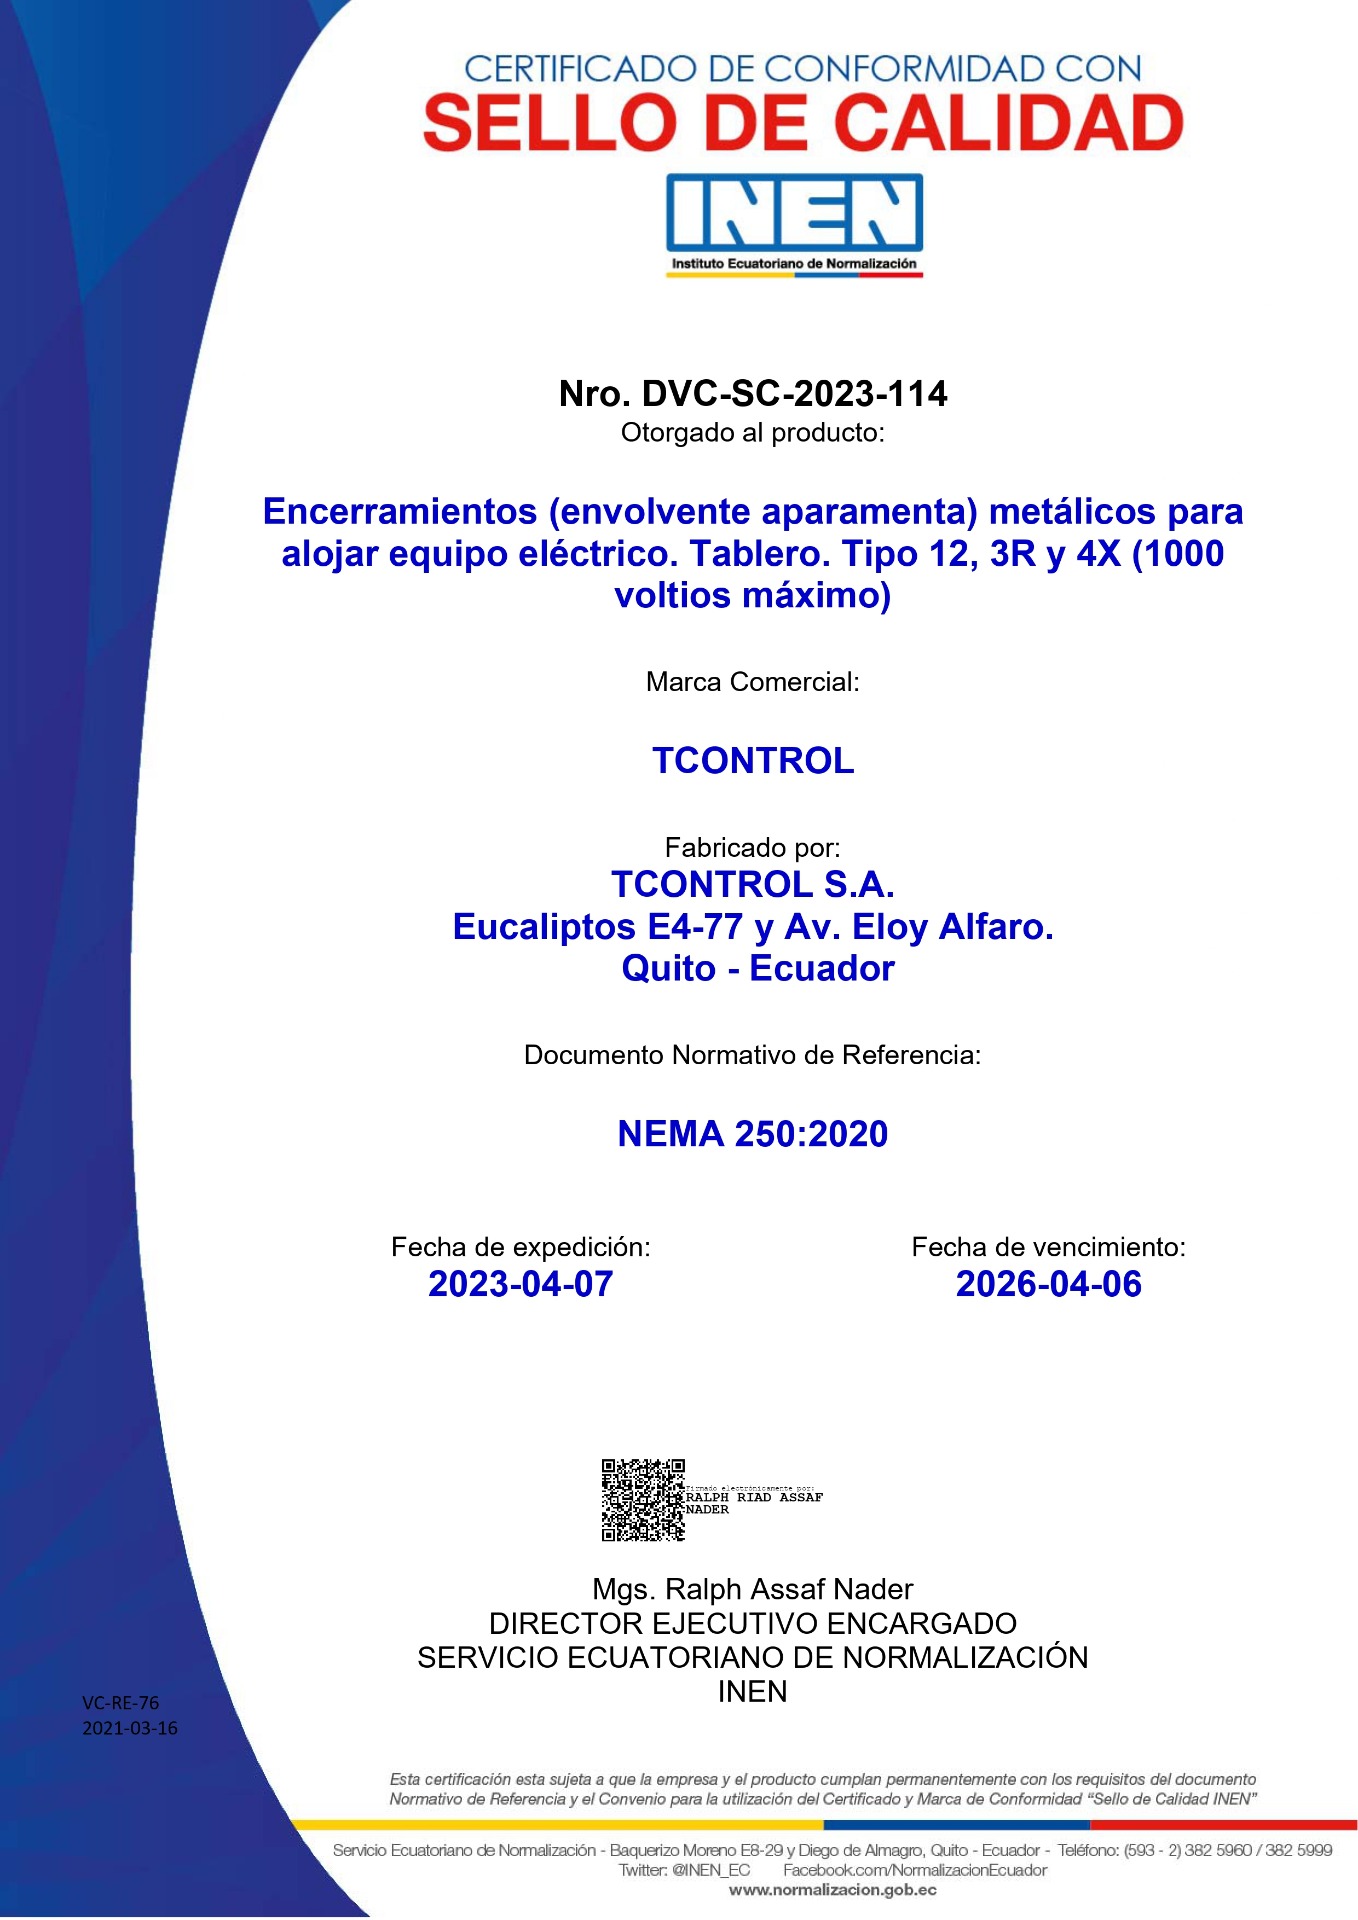 CERTIFICADO DE CONFORMIDAD CON
SELLO DE CALIDAD
INEN
Instituto Ecuatoriano de Normalización
Nro. DVC-SC-2023-114
Otorgado al producto:
Encerramientos (envolvente aparamenta) metálicos para
alojar equipo eléctrico. Tablero. Tipo 12, 3R y 4X (1000
voltios máximo)
Marca Comercial:
TCONTROL
Fabricado por:
TCONTROL S.A.
Eucaliptos E4-77 y Av. Eloy Alfaro.
Quito - Ecuador
Documento Normativo de Referencia:
NEMA 250:2020
Fecha de expedición: Fecha de vencimiento:
2023-04-07 2026-04-06
Firmado electrónicamente por:
RALPH RIAD ASSAF
NADER
Mgs. Ralph Assaf Nader
DIRECTOR EJECUTIVO ENCARGADO
SERVICIO ECUATORIANO DE NORMALIZACIÓN
INEN
VC-RE-76
2021-03-16
Esta certificación esta sujeta a que la empresa y el producto cumplan permanentemente con los requisitos del documento
Normativo de Referencia y el Convenio para la utilización del Certificado y Marca de Conformidad “Sello de Calidad INEN”
Servicio Ecuatoriano de Normalización - Baquerizo Moreno E8-29 y Diego de Almagro, Quito - Ecuador - Teléfono: (593 - 2) 382 5960 / 382 5999
Twitter: @INEN_EC Facebook.com/NormalizacionEcuador
www.normalizacion.gob.ec